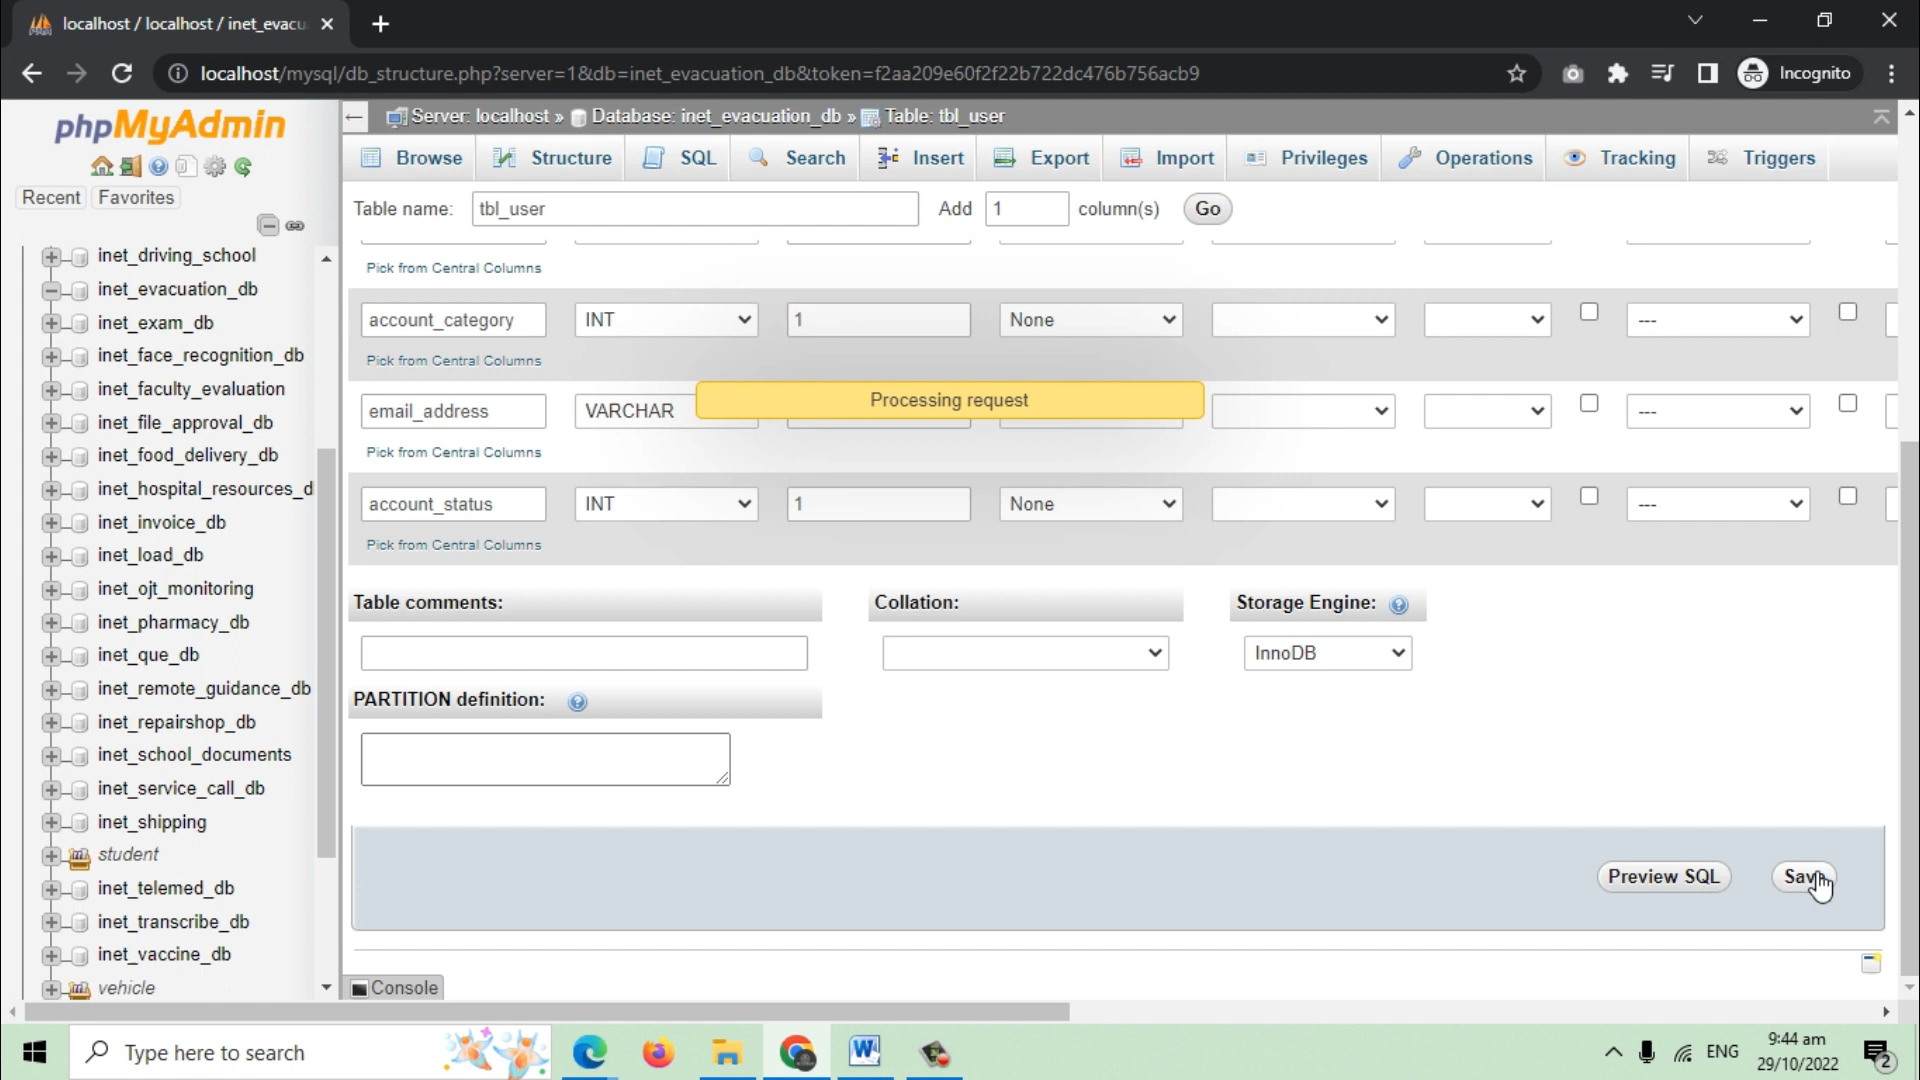 localhost / localhost / inet_evacu
localhost/mysql/db_structure.php?server=1&db=inet_evacuation_db&token=f2aa209e60f2f22b722dc476b756acb9
Incognito
phpMyAdmin
Recent
Favorites
inet_driving_school
inet_evacuation_db
inet_exam_db
inet_face_recognition_db
inet_faculty_evaluation
inet_file_approval_db
inet_food_delivery_db
inet_hospital_resources_d
inet_invoice_db
inet_load_db
inet_ojt_monitoring
inet_pharmacy_db
inet_que_db
inet_remote_guidance_db
inet_repairshop_db
inet_school_documents
inet_service_call_db
inet_shipping
student
inet_telemed_db
inet_transcribe_db
inet_vaccine_db
vehicle
Server: localhost » Database: inet_evacuation_db » Table: tbl_user
Browse Structure SQL Search Insert Export Import Privileges Operations Tracking Triggers
Table name: tbl_user Add 1 column(s) Go
Pick from Central Columns
account_category INT 1 None ---
Pick from Central Columns
Processing request
email_address VARCHAR ---
Pick from Central Columns
account_status INT 1 None ---
Pick from Central Columns
Table comments: Collation: Storage Engine:
InnoDB
PARTITION definition:
Preview SQL Save
Console
Type here to search
ENG
9:44 am
29/10/2022
2